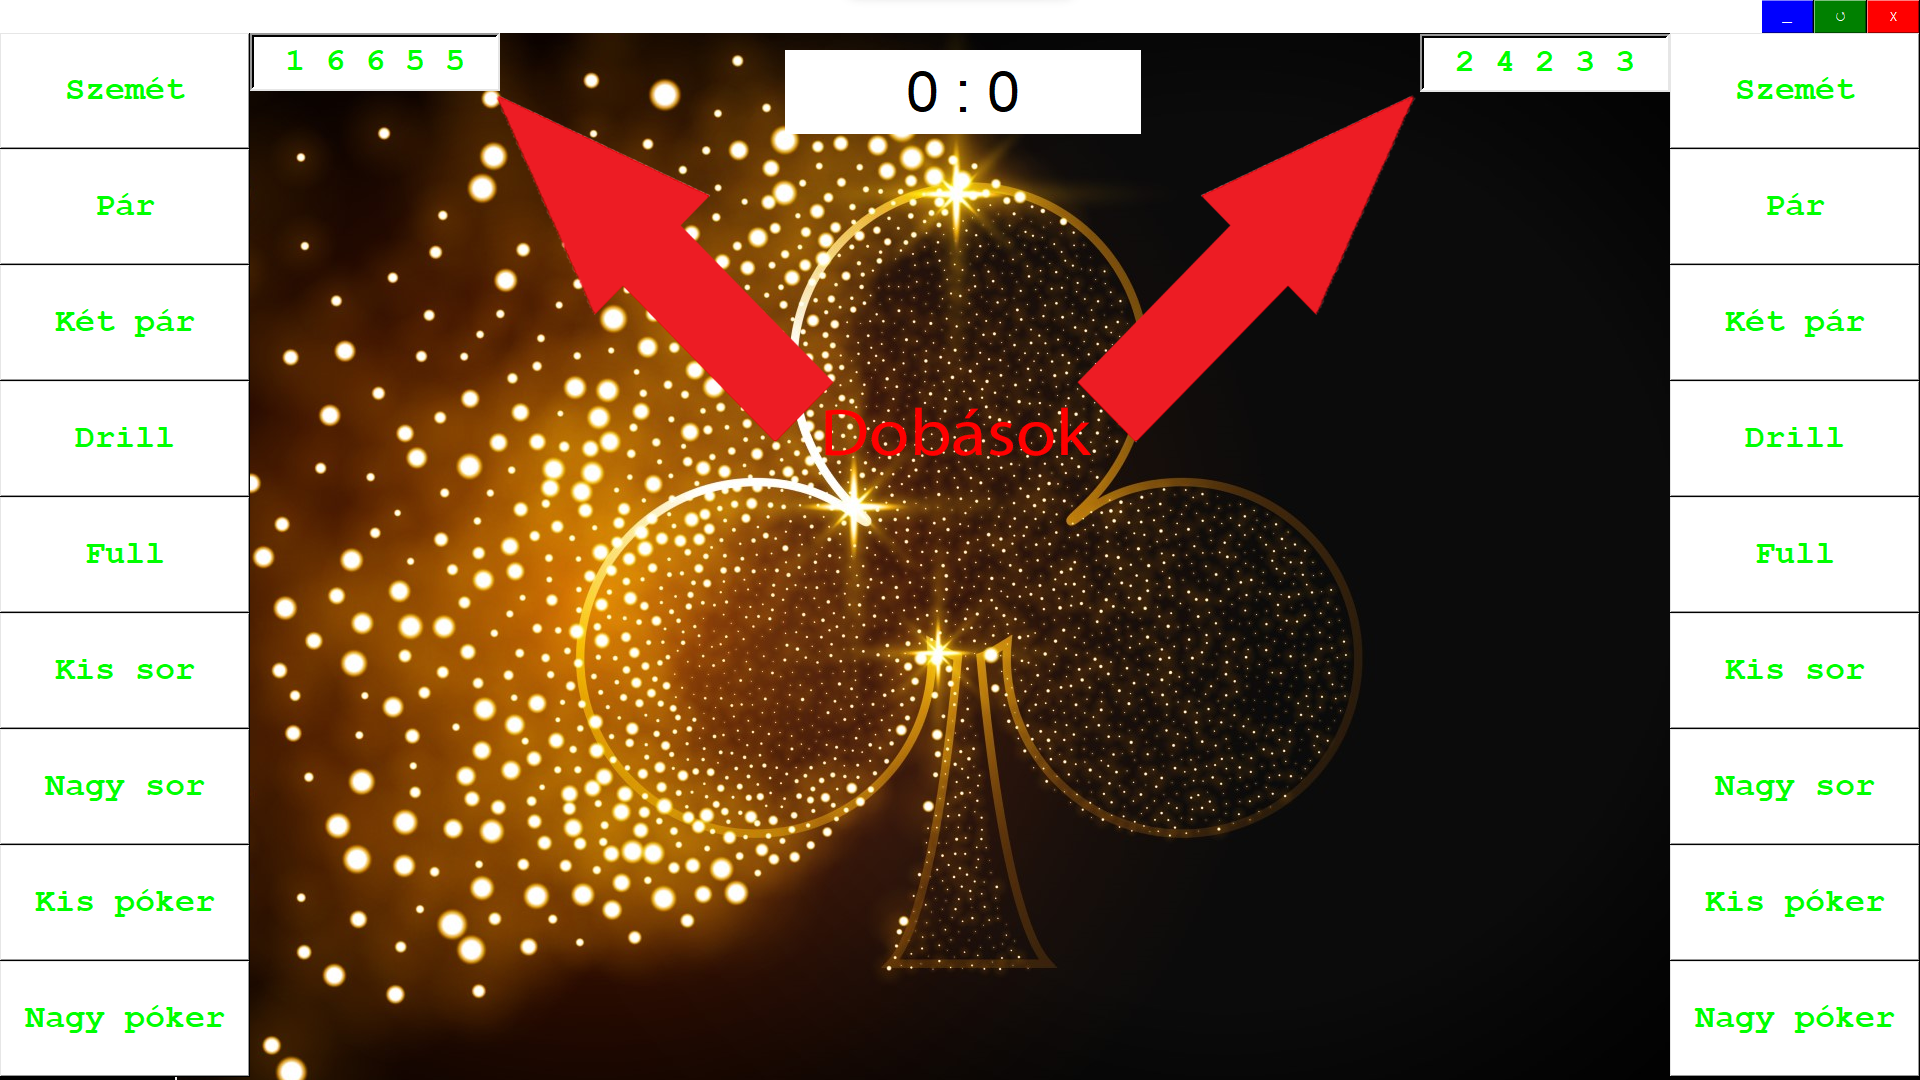 _ ↺ X
1 6 6 5 5
0 : 0
2 4 2 3 3
Szemét
Pár
Két pár
Drill
Full
Kis sor
Nagy sor
Kis póker
Nagy póker
Dobások
Szemét
Pár
Két pár
Drill
Full
Kis sor
Nagy sor
Kis póker
Nagy póker